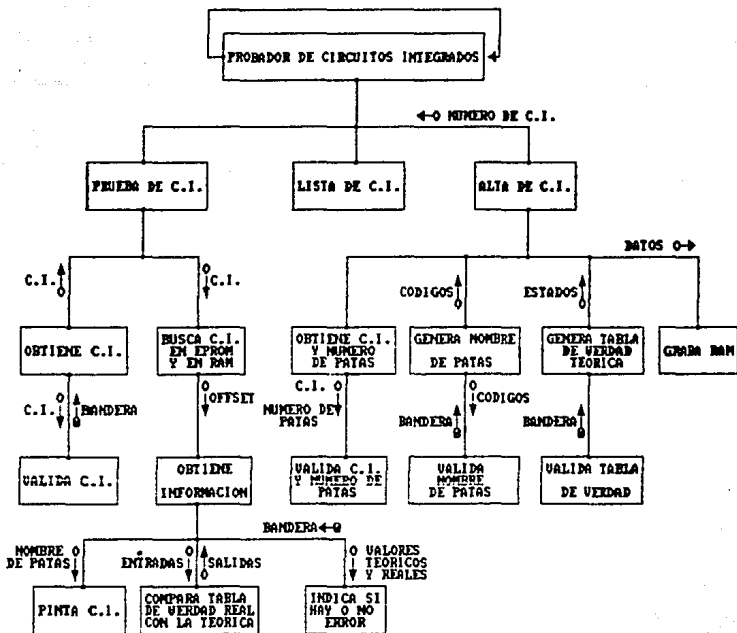 PROBADOR DE CIRCUITOS INTEGRADOS
NUMERO DE C.I.
PRUEBA DE C.I.
LISTA DE C.I.
ALTA DE C.I.
DATOS
C.I.
C.I.
CODIGOS
ESTADOS
OBTIENE C.I.
BUSCA C.I.
EN EPROM
Y EN RAM
OBTIENE C.I.
Y NUMERO
DE PATAS
GENERA NOMBRE
DE PATAS
GENERA TABLA
DE VERDAD
TEORICA
GRABA RAM
C.I.
BANDERA
OFFSET
C.I.
NUMERO DE
PATAS
CODIGOS
BANDERA
BANDERA
VALIDA C.I.
OBTIENE
INFORMACION
VALIDA C.I.
Y NUMERO DE
PATAS
VALIDA
NOMBRE
DE PATAS
VALIDA TABLA
DE VERDAD
BANDERA
NOMBRE
DE PATAS
ENTRADAS
SALIDAS
VALORES
TEORICOS
Y REALES
PINTA C.I.
COMPARA TABLA
DE VERDAD REAL
CON LA TEORICA
INDICA SI
HAY O NO
ERROR